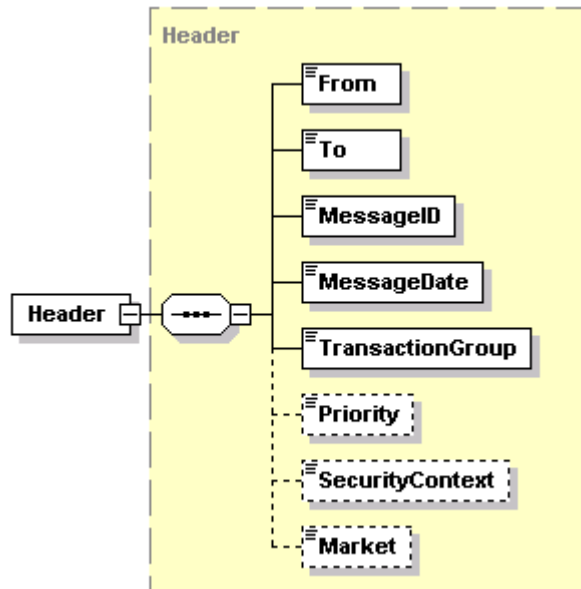 Header
From
To
MessageID
MessageDate
Header
TransactionGroup
Priority
SecurityContext
Market